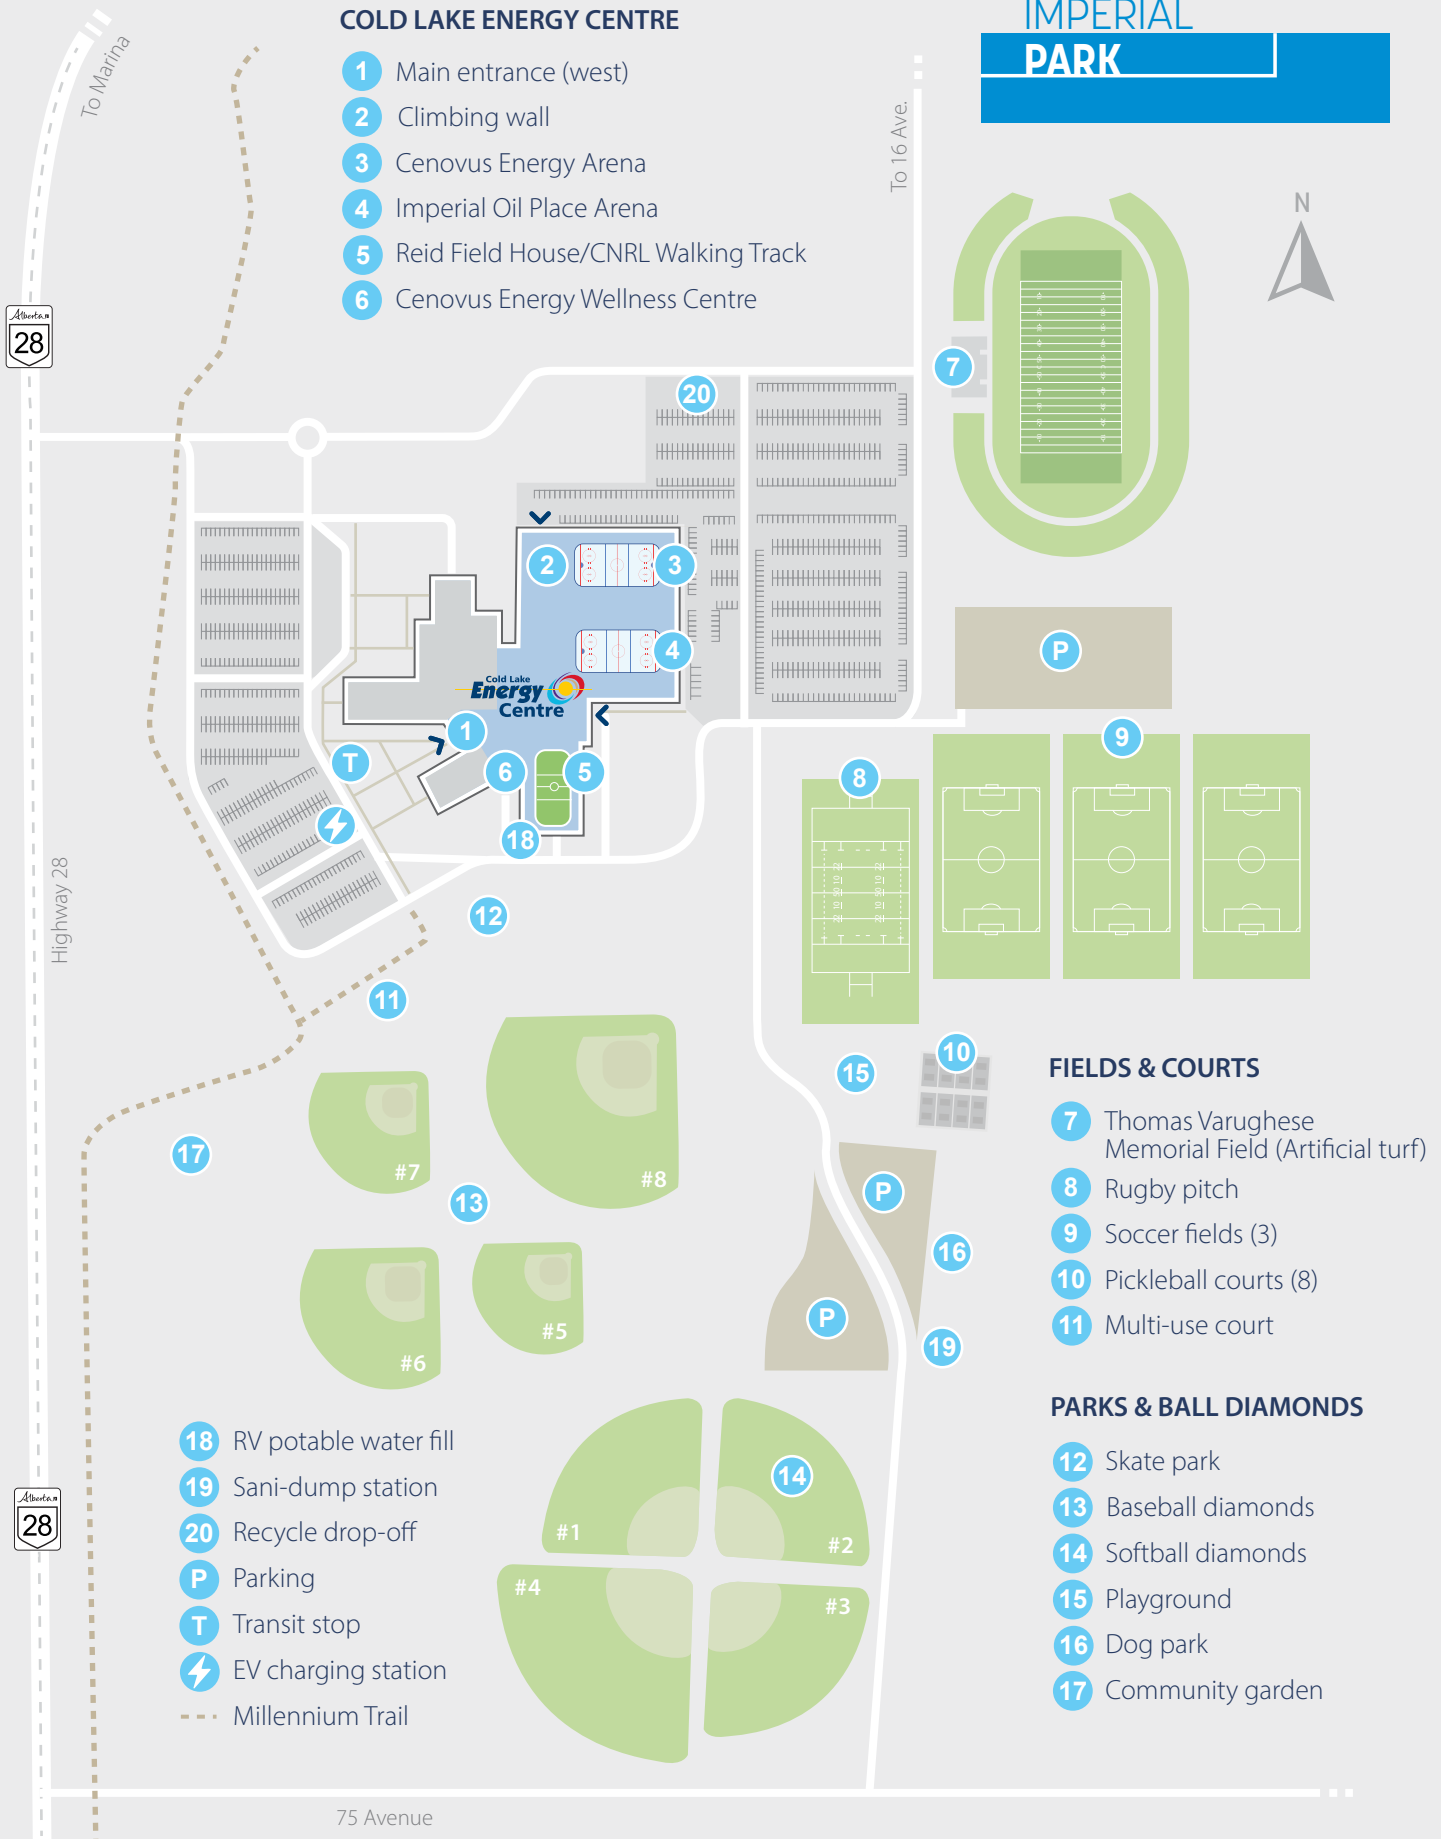 COLD LAKE ENERGY CENTRE
1 Main entrance (west)
2 Climbing wall
3 Cenovus Energy Arena
4 Imperial Oil Place Arena
5 Reid Field House/CNRL Walking Track
6 Cenovus Energy Wellness Centre
IMPERIAL
PARK
To Marina
To 16 Ave.
N
Alberta
28
7
20
2
3
4
P
Cold Lake
Energy
Centre
1
9
T
6
5
8
18
Highway 28
12
11
15
10
17
#7
#8
13
P
16
#5
#6
P
19
FIELDS & COURTS
7 Thomas Varughese
Memorial Field (Artificial turf)
8 Rugby pitch
9 Soccer fields (3)
10 Pickleball courts (8)
11 Multi-use court
PARKS & BALL DIAMONDS
12 Skate park
13 Baseball diamonds
14 Softball diamonds
15 Playground
16 Dog park
17 Community garden
18 RV potable water fill
19 Sani-dump station
20 Recycle drop-off
P Parking
T Transit stop
EV charging station
Millennium Trail
Alberta
28
14
#1
#2
#4
#3
75 Avenue